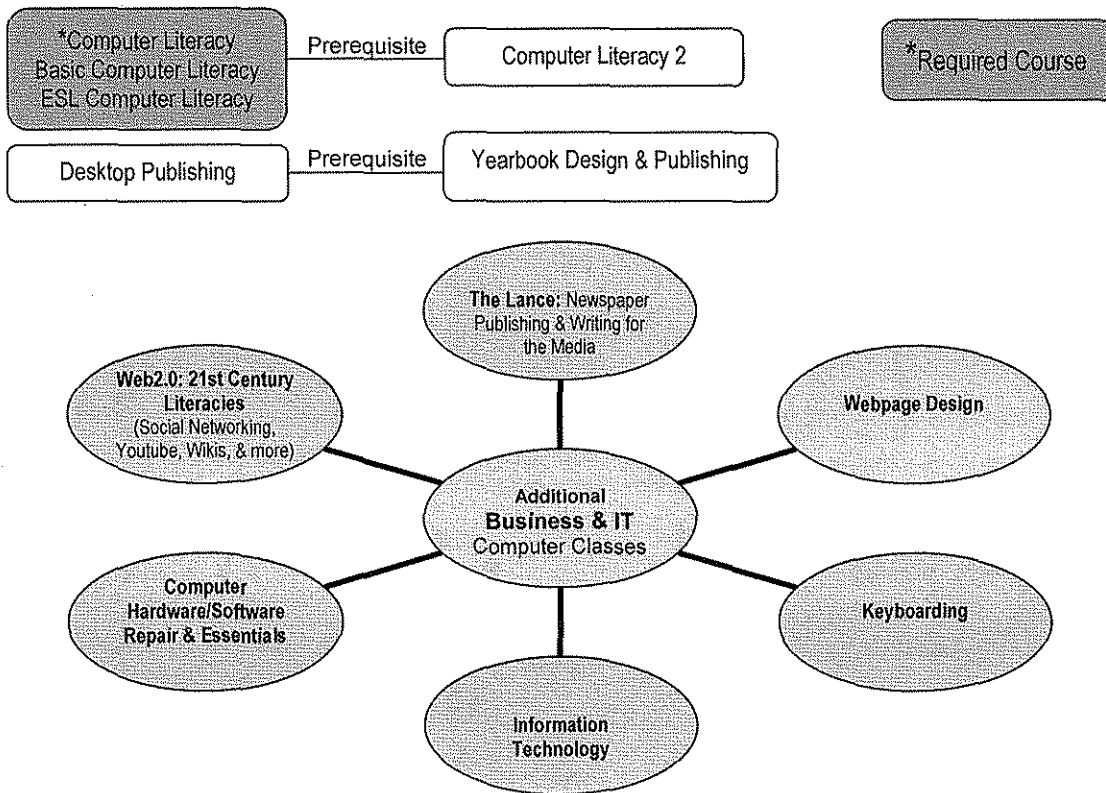 *Computer Literacy
Basic Computer Literacy
ESL Computer Literacy
Prerequisite
Computer Literacy 2
*Required Course
Desktop Publishing
Prerequisite
Yearbook Design & Publishing
The Lance: Newspaper
Publishing & Writing for
the Media
Web2.0: 21st Century
Literacies
(Social Networking,
Youtube, Wikis, & more)
Webpage Design
Additional
Business & IT
Computer Classes
Computer
Hardware/Software
Repair & Essentials
Keyboarding
Information
Technology